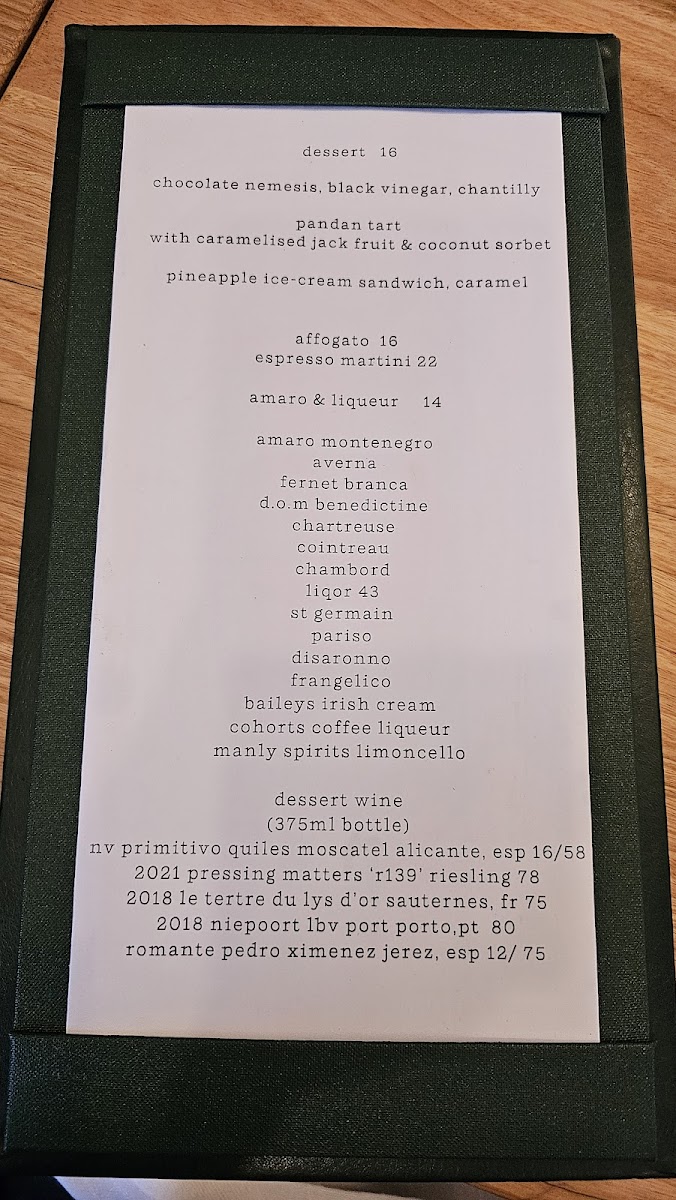 dessert 16
chocolate nemesis, black vinegar, chantilly
pandan tart
with caramelised jack fruit & coconut sorbet
pineapple ice-cream sandwich, caramel
affogato 16
espresso martini 22
amaro & liqueur 14
amaro montenegro
averna
fernet branca
d.o.m benedictine
chartreuse
cointreau
chambord
liqor 43
st germain
pariso
disaronno
frangelico
baileys irish cream
cohorts coffee liqueur
manly spirits limoncello
dessert wine
(375ml bottle)
nv primitivo quiles moscatel alicante, esp 16/58
2021 pressing matters ‘r139’ riesling 78
2018 le tertre du lys d’or sauternes, fr 75
2018 niepoort lbv port porto,pt 80
romante pedro ximenez jerez, esp 12/ 75